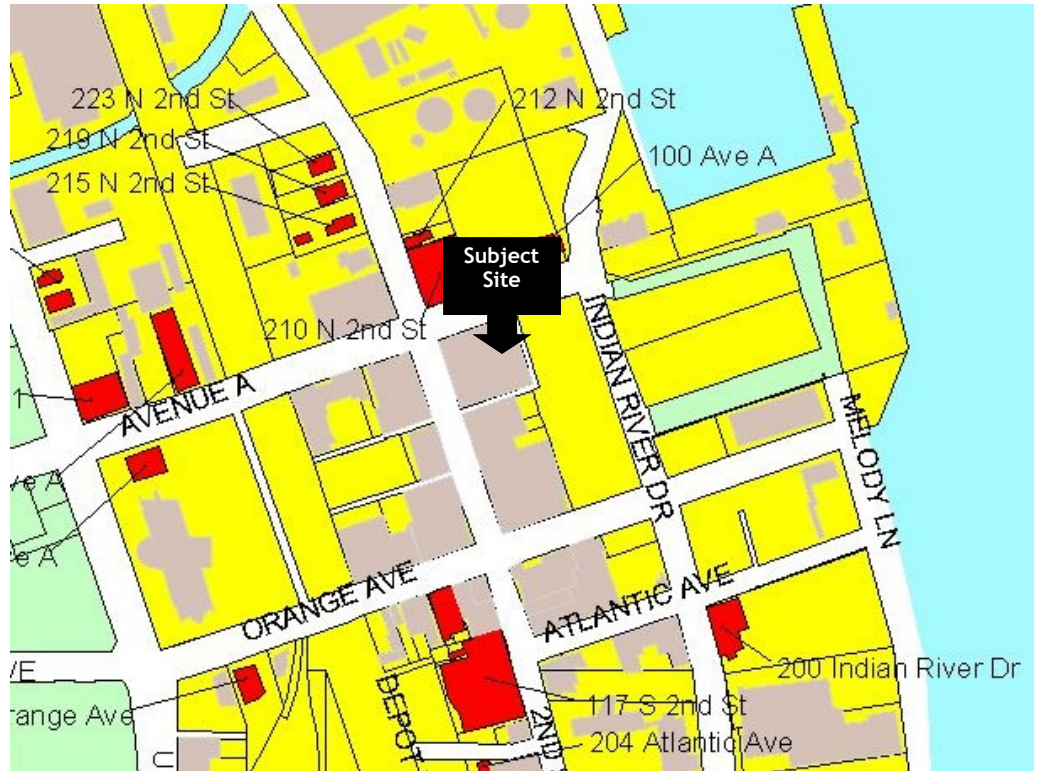 223 N 2nd St
212 N 2nd St
219 N 2nd St
100 Ave A
215 N 2nd St
Subject
Site
210 N 2nd St
INDIAN RIVER DR
1
AVENUE A
MELODY LN
ve A
e A
ORANGE AVE
ATLANTIC AVE
VE
200 Indian River Dr
range Ave
DEPOT
117 S 2nd St
2ND S
204 Atlantic Ave
U